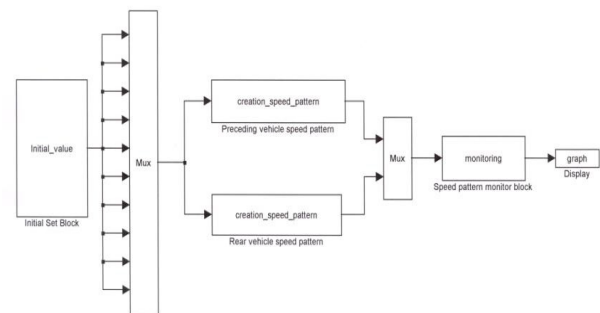 Initial_value
Initial Set Block
Mux
creation_speed_pattern
Preceding vehicle speed pattern
creation_speed_pattern
Rear vehicle speed pattern
Mux
monitoring
Speed pattern monitor block
graph
Display